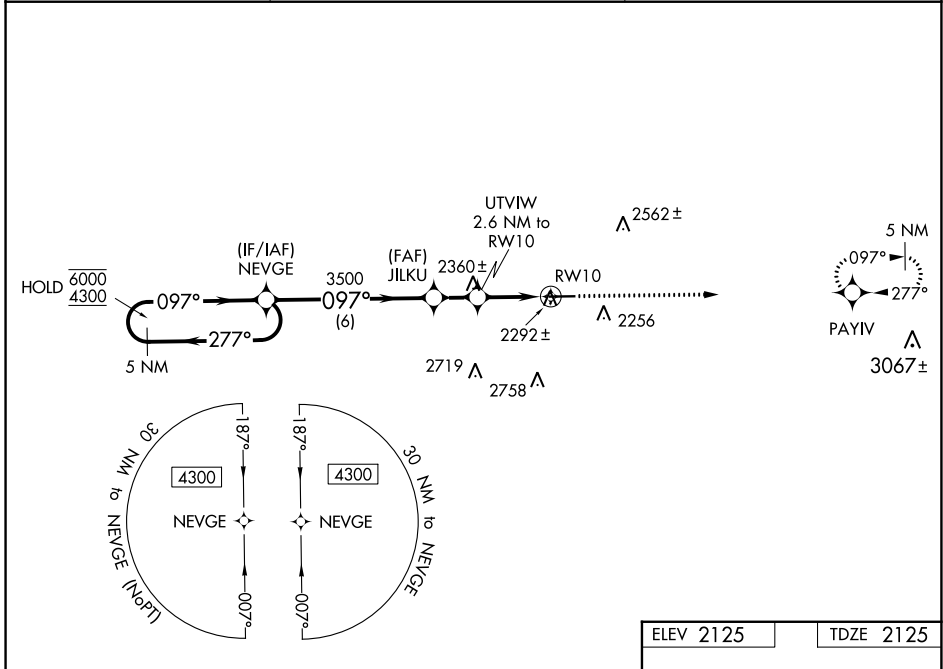 UTVIW
2.6 NM to
RW10
2562±
5 NM
(IF/IAF)
NEVGE
(FAF)
JILKU
2360±
RW10
097°
HOLD
6000
4300
097°
3500
097°
(6)
277°
277°
PAYIV
5 NM
2292±
2256
2719
2758
3067±
30 NM to NEVGE (NoPT)
187°
187°
30 NM to NEVGE
4300
4300
NEVGE
NEVGE
007°
007°
ELEV 2125
TDZE 2125